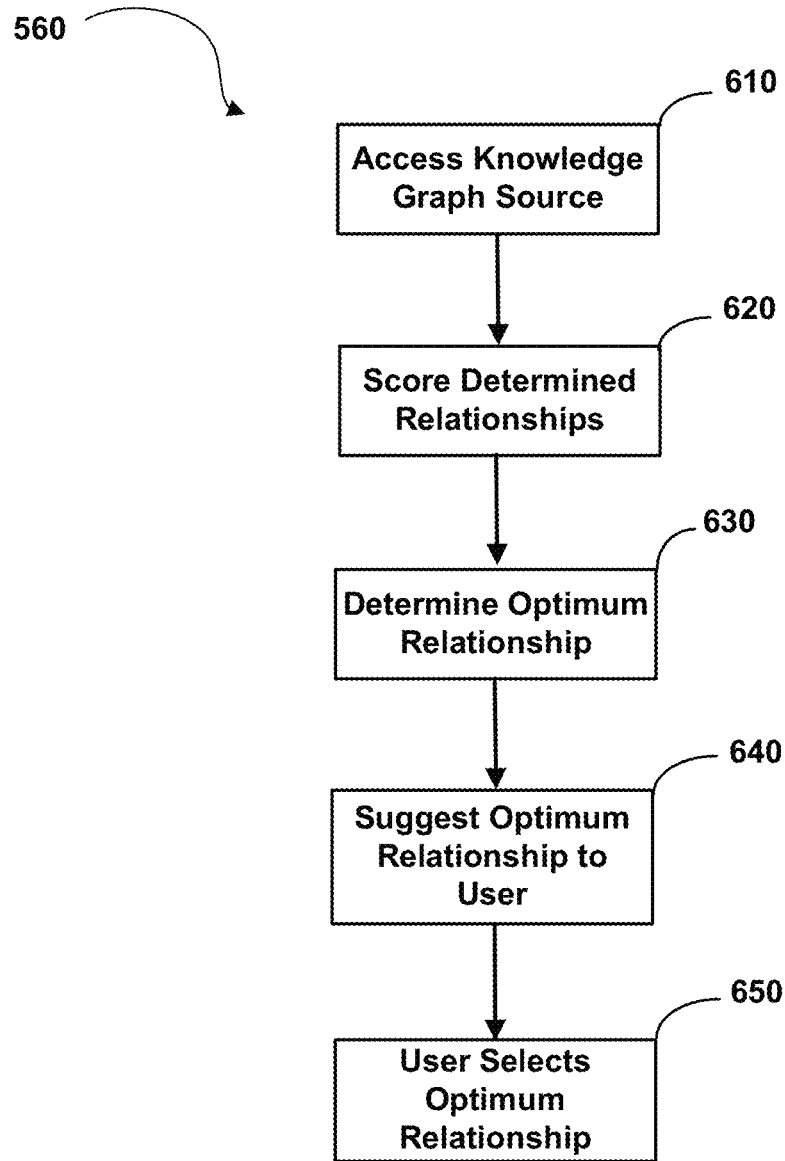 560
610
Access Knowledge
Graph Source
620
Score Determined
Relationships
630
Determine Optimum
Relationship
640
Suggest Optimum
Relationship to
User
650
User Selects
Optimum
Relationship